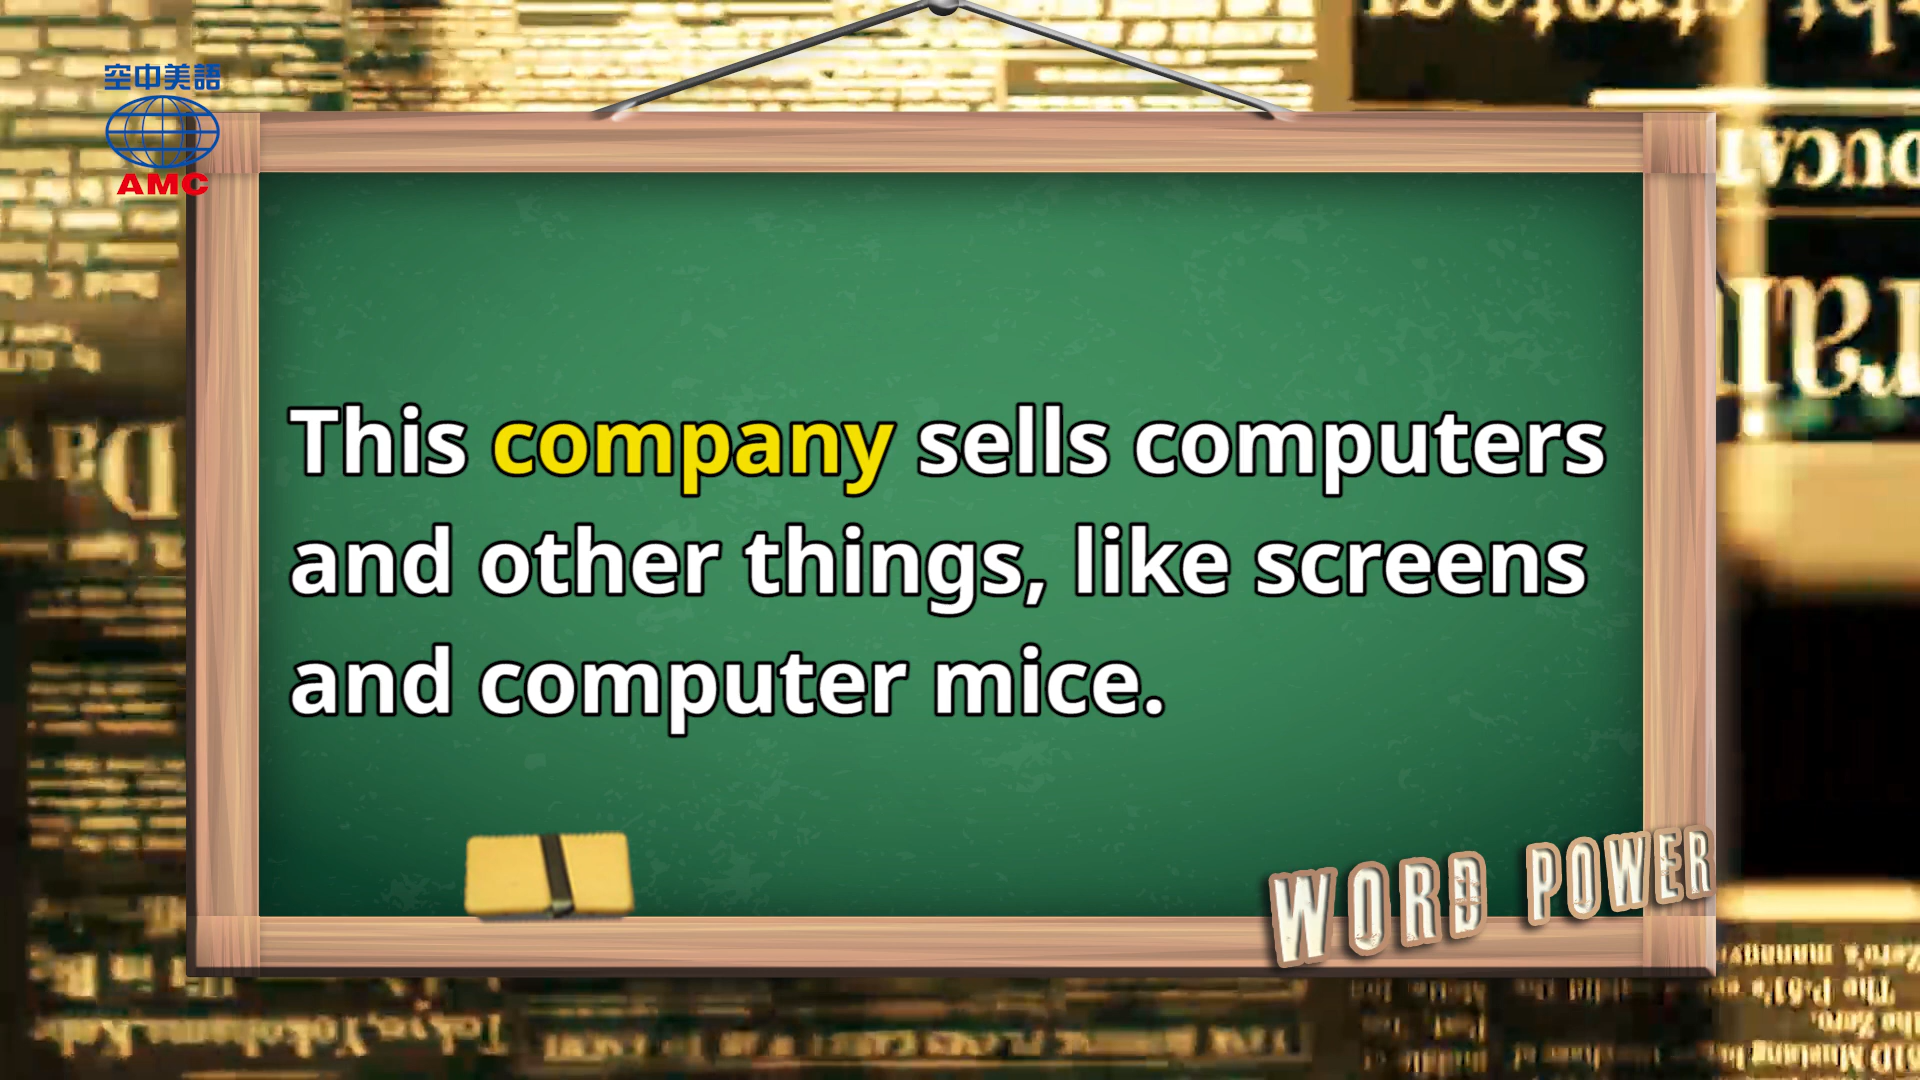 空中美語
AMC
This company sells computers
and other things, like screens
and computer mice.
WORD POWER